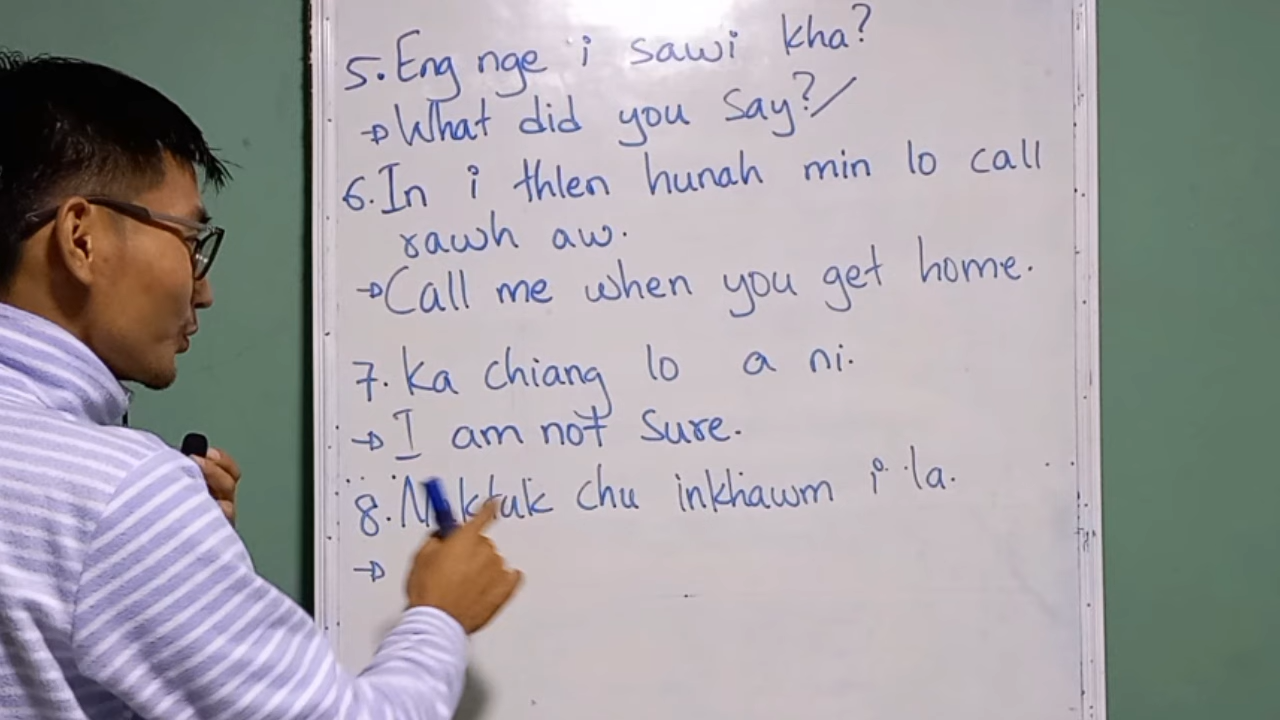 5. Eng nge i sawi kha?
→ What did you say?/
6. In i thlen hunah min lo call
rawh aw.
→ Call me when you get home.
7. Ka chiang lo a ni.
→ I am not sure.
8. chu inkhawm i la.
→